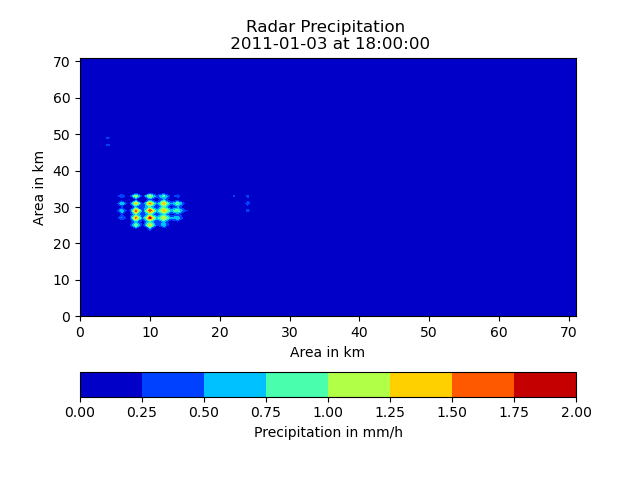 Radar Precipitation
2011-01-03 at 18:00:00
70
60
50
40
30
20
10
0
Area in km
0 10 20 30 40 50 60 70
Area in km
0.00 0.25 0.50 0.75 1.00 1.25 1.50 1.75 2.00
Precipitation in mm/h